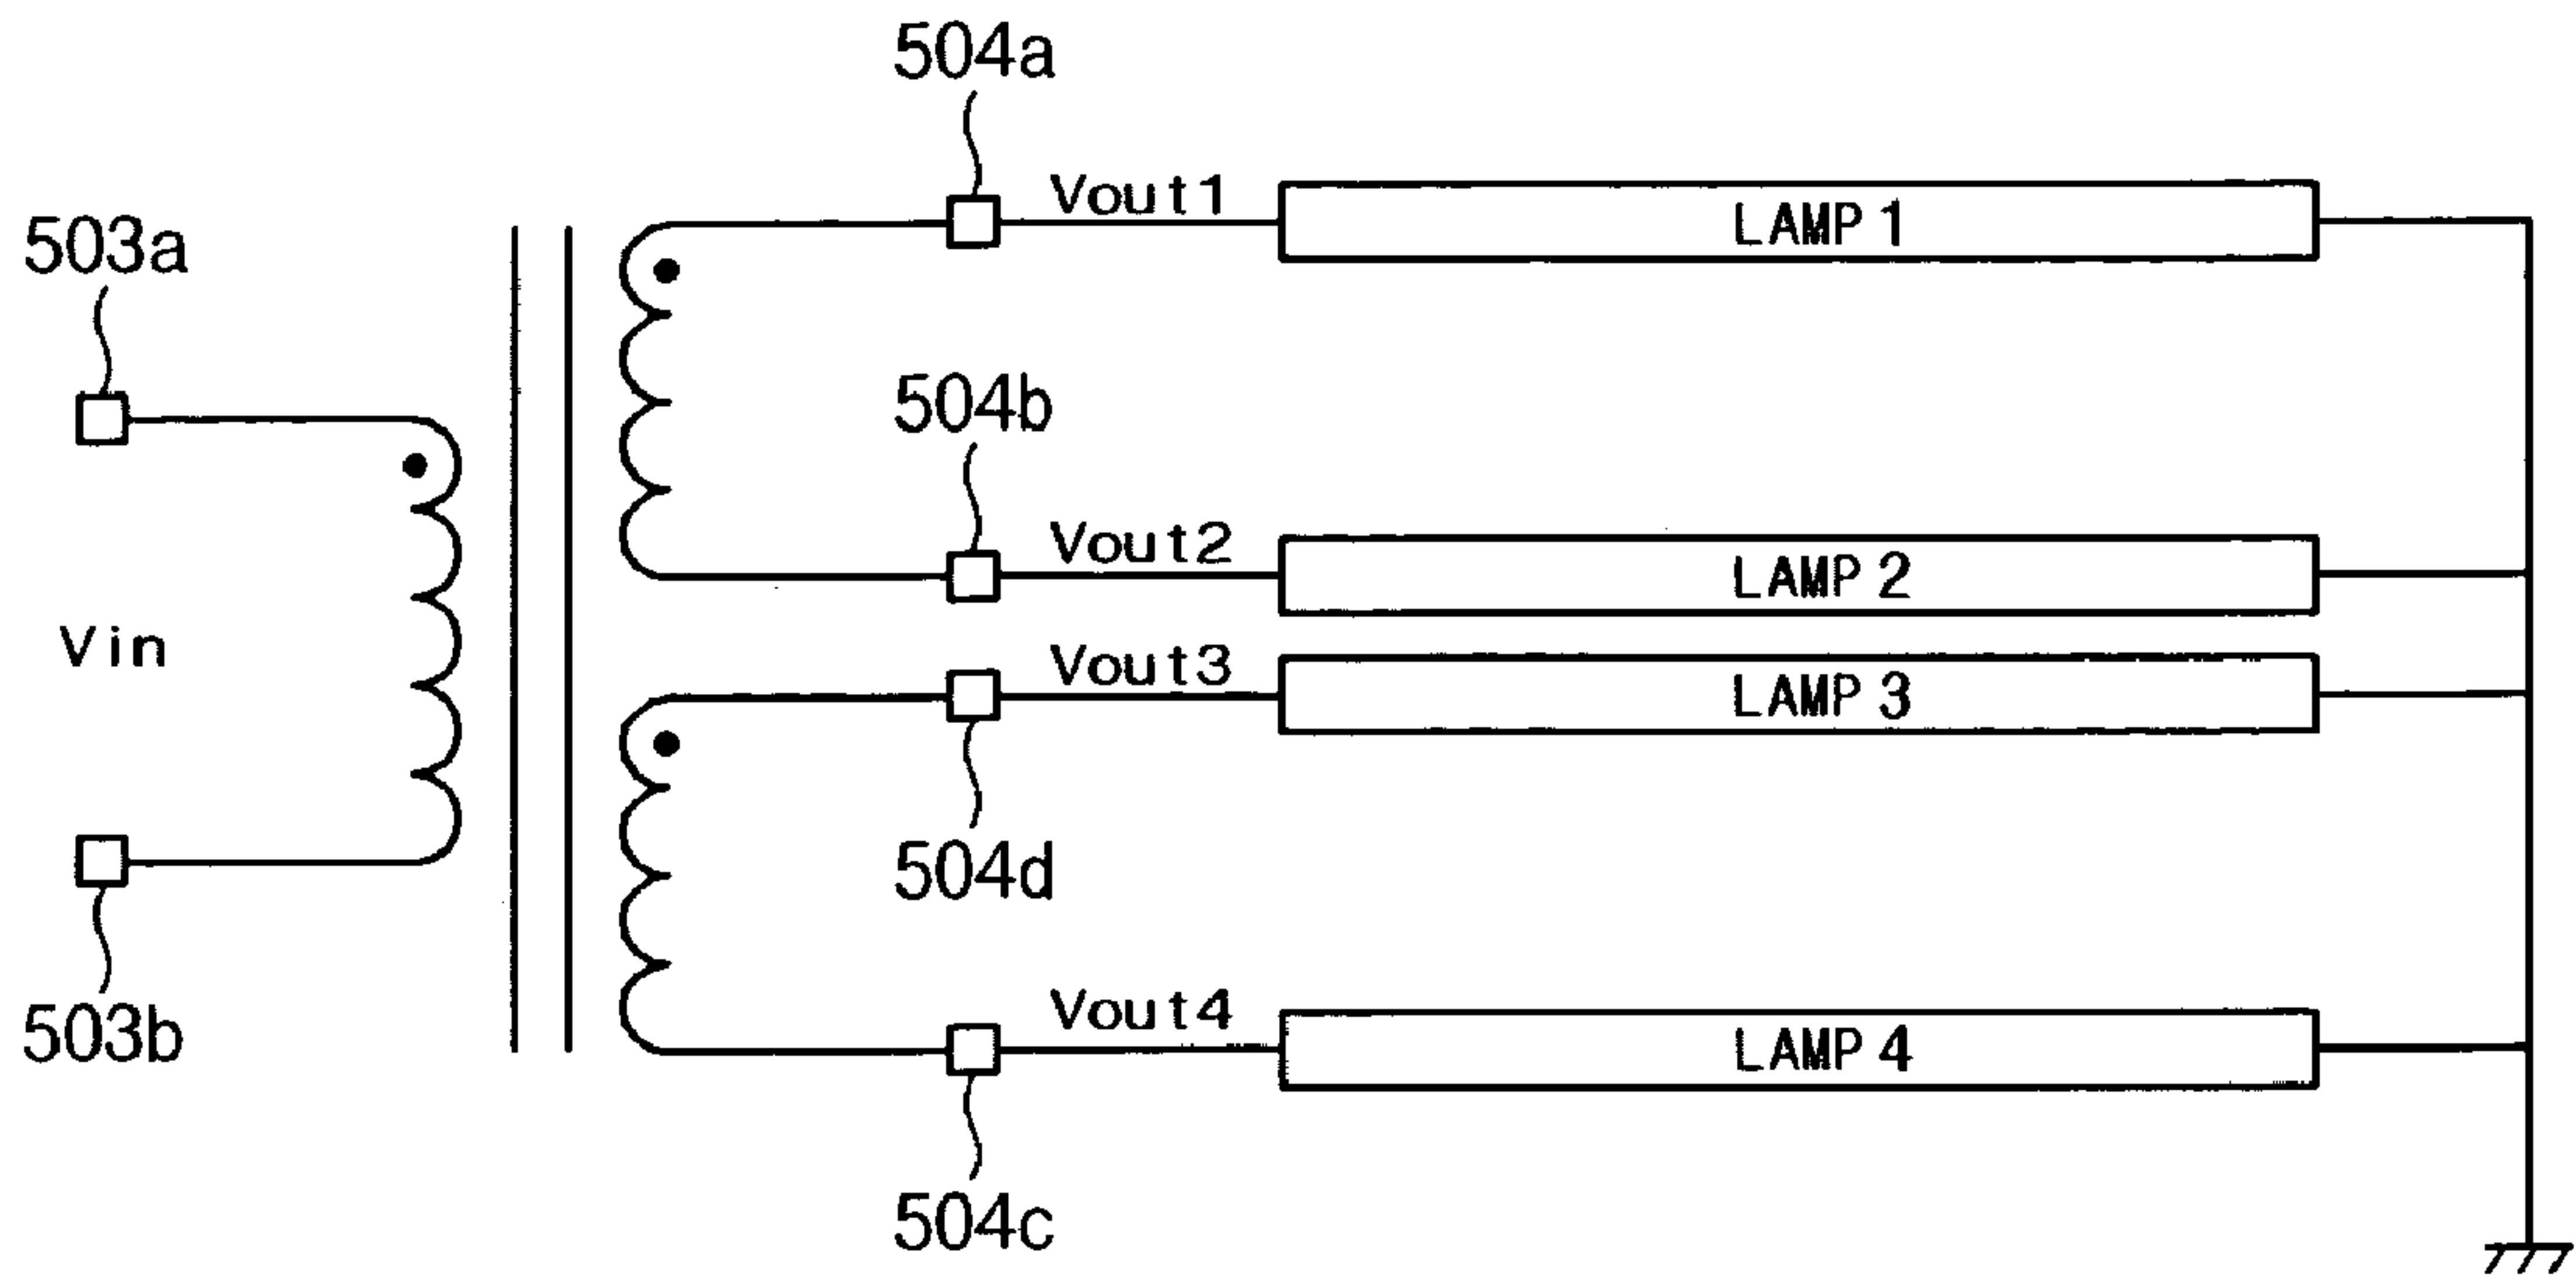 504a
Vout1
LAMP 1
503a
504b
Vout2
LAMP 2
Vin
Vout3
LAMP 3
504d
503b
Vout4
LAMP 4
504c